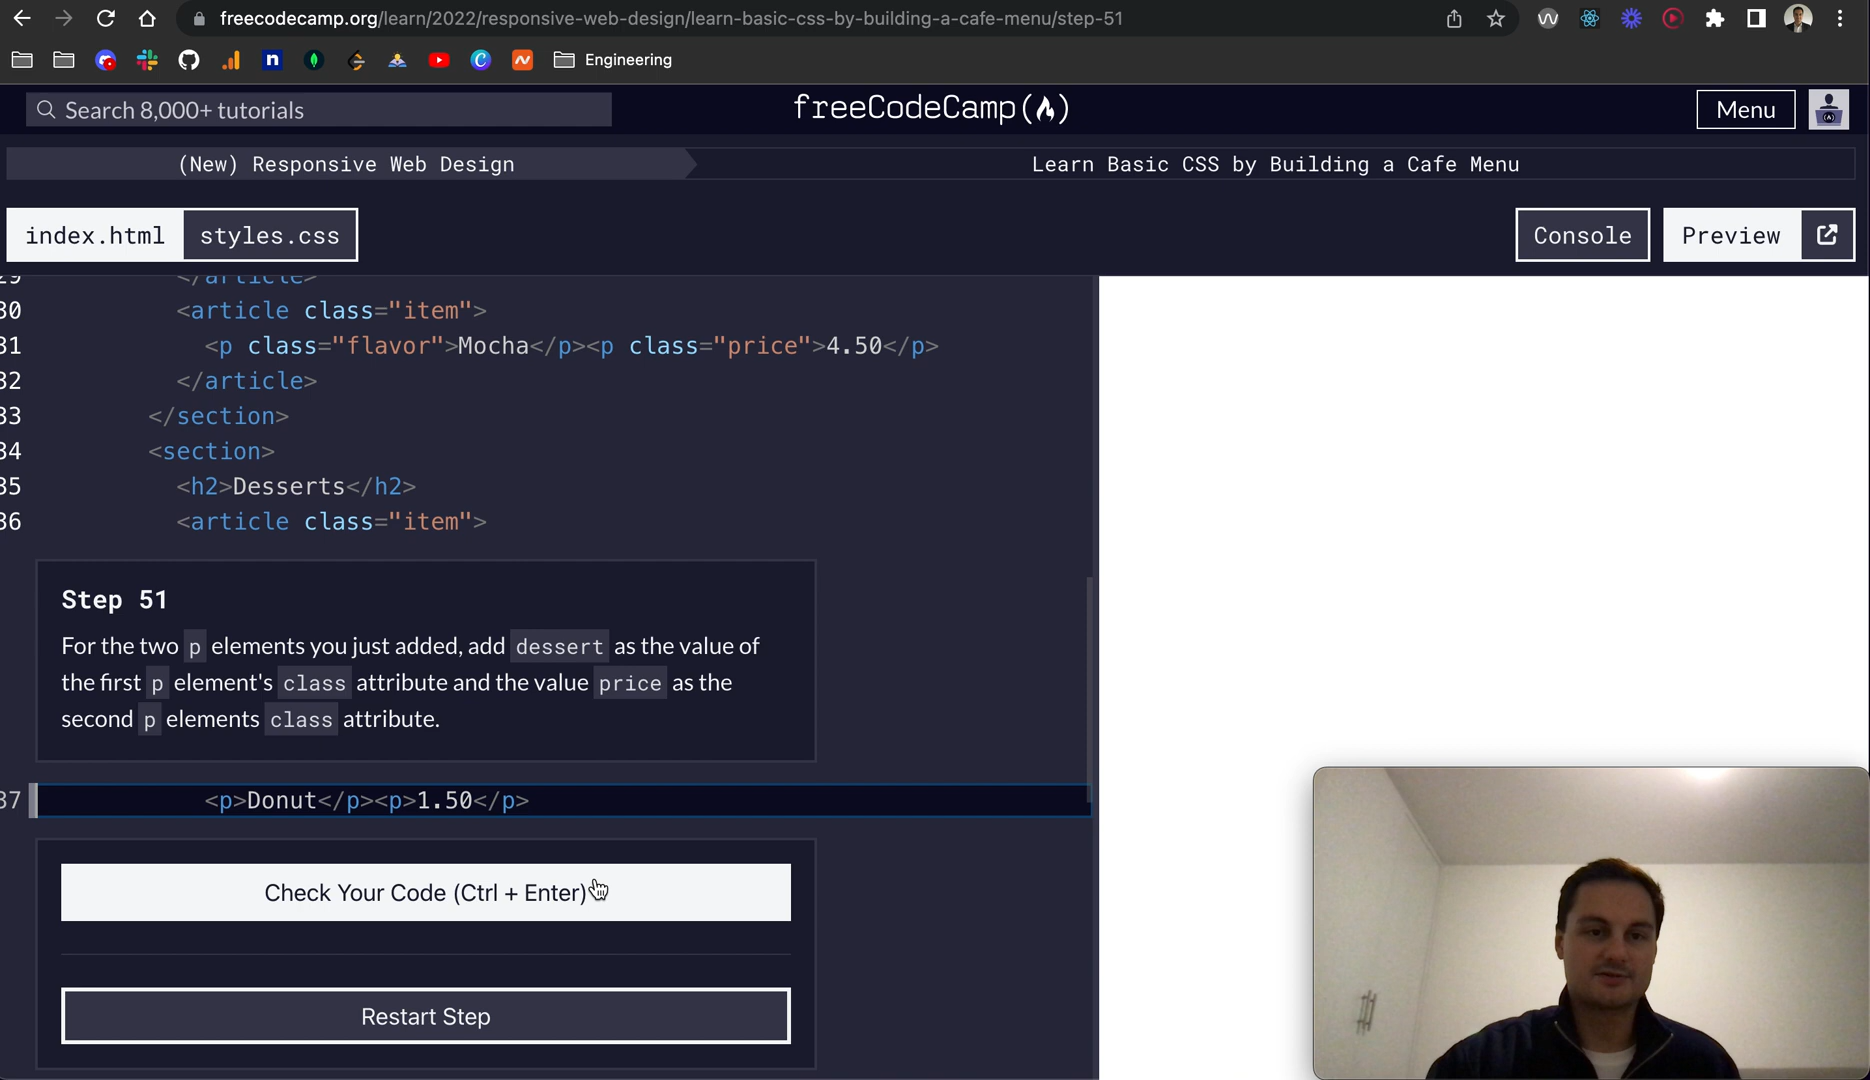 freecodecamp.org/learn/2022/responsive-web-design/learn-basic-css-by-building-a-cafe-menu/step-51
Engineering
Search 8,000+ tutorials
freeCodeCamp
Menu
(New) Responsive Web Design
Learn Basic CSS by Building a Cafe Menu
index.html
styles.css
Console
Preview
29 </article>
30 <article class="item">
31 <p class="flavor">Mocha</p><p class="price">4.50</p>
32 </article>
33 </section>
34 <section>
35 <h2>Desserts</h2>
36 <article class="item">
Step 51
For the two p elements you just added, add dessert as the value of
the first p element's class attribute and the value price as the
second p elements class attribute.
37 <p>Donut</p><p>1.50</p>
Check Your Code (Ctrl + Enter)
Restart Step